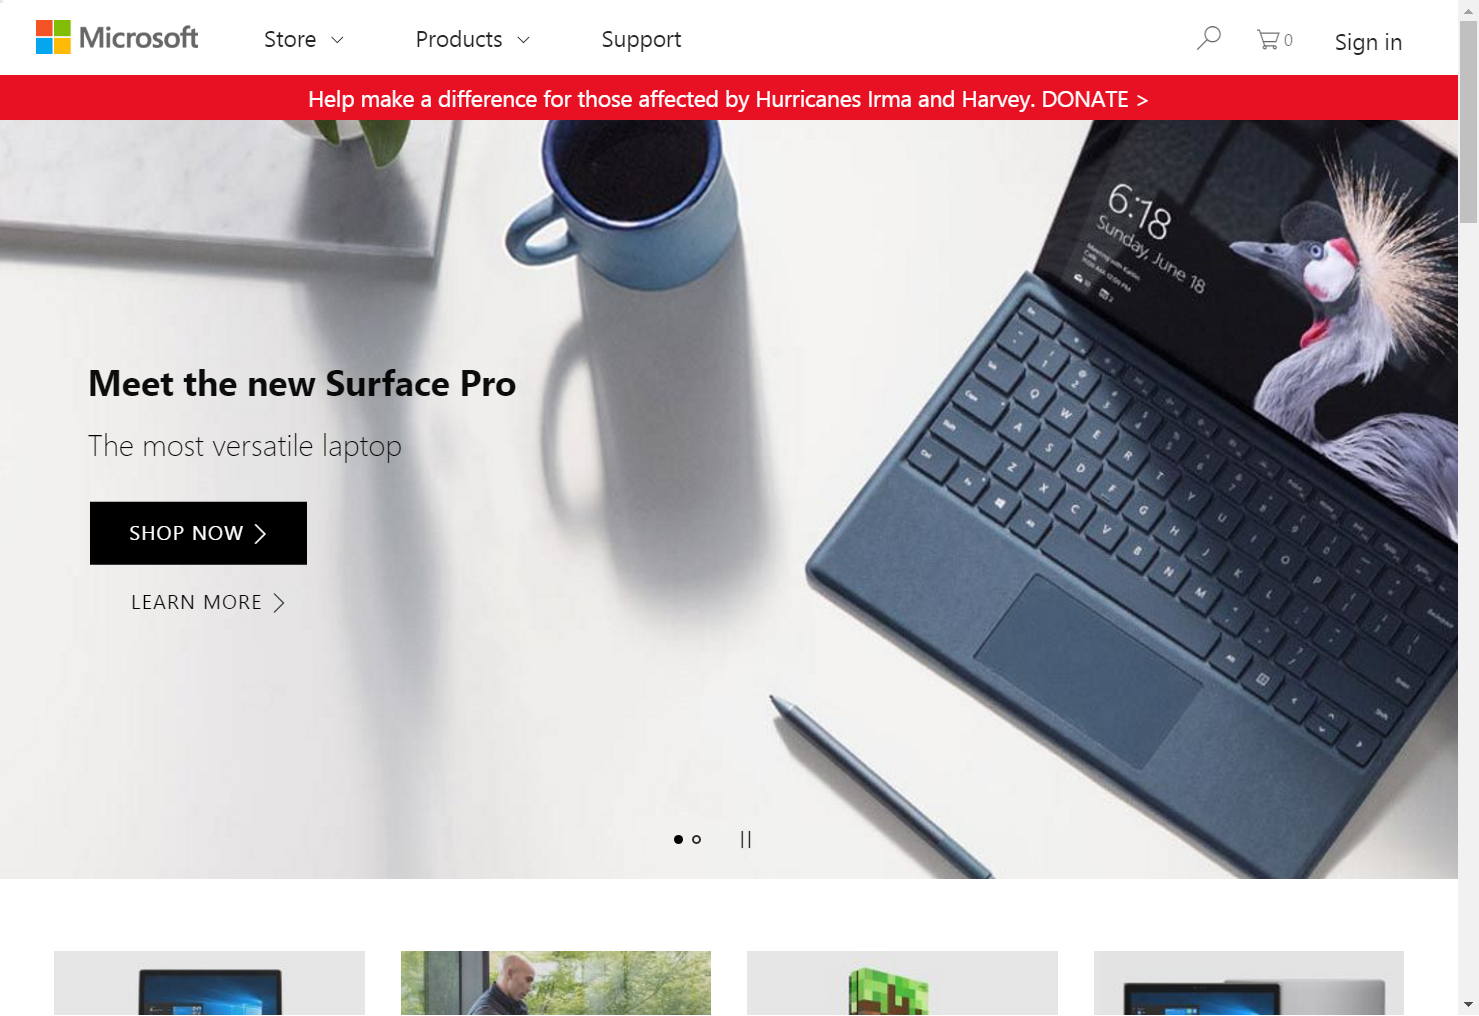 Microsoft
Store
Products
Support
0
Sign in
Help make a difference for those affected by Hurricanes Irma and Harvey. DONATE >
6:18
Sunday, June 18
Meet the new Surface Pro
The most versatile laptop
SHOP NOW
LEARN MORE